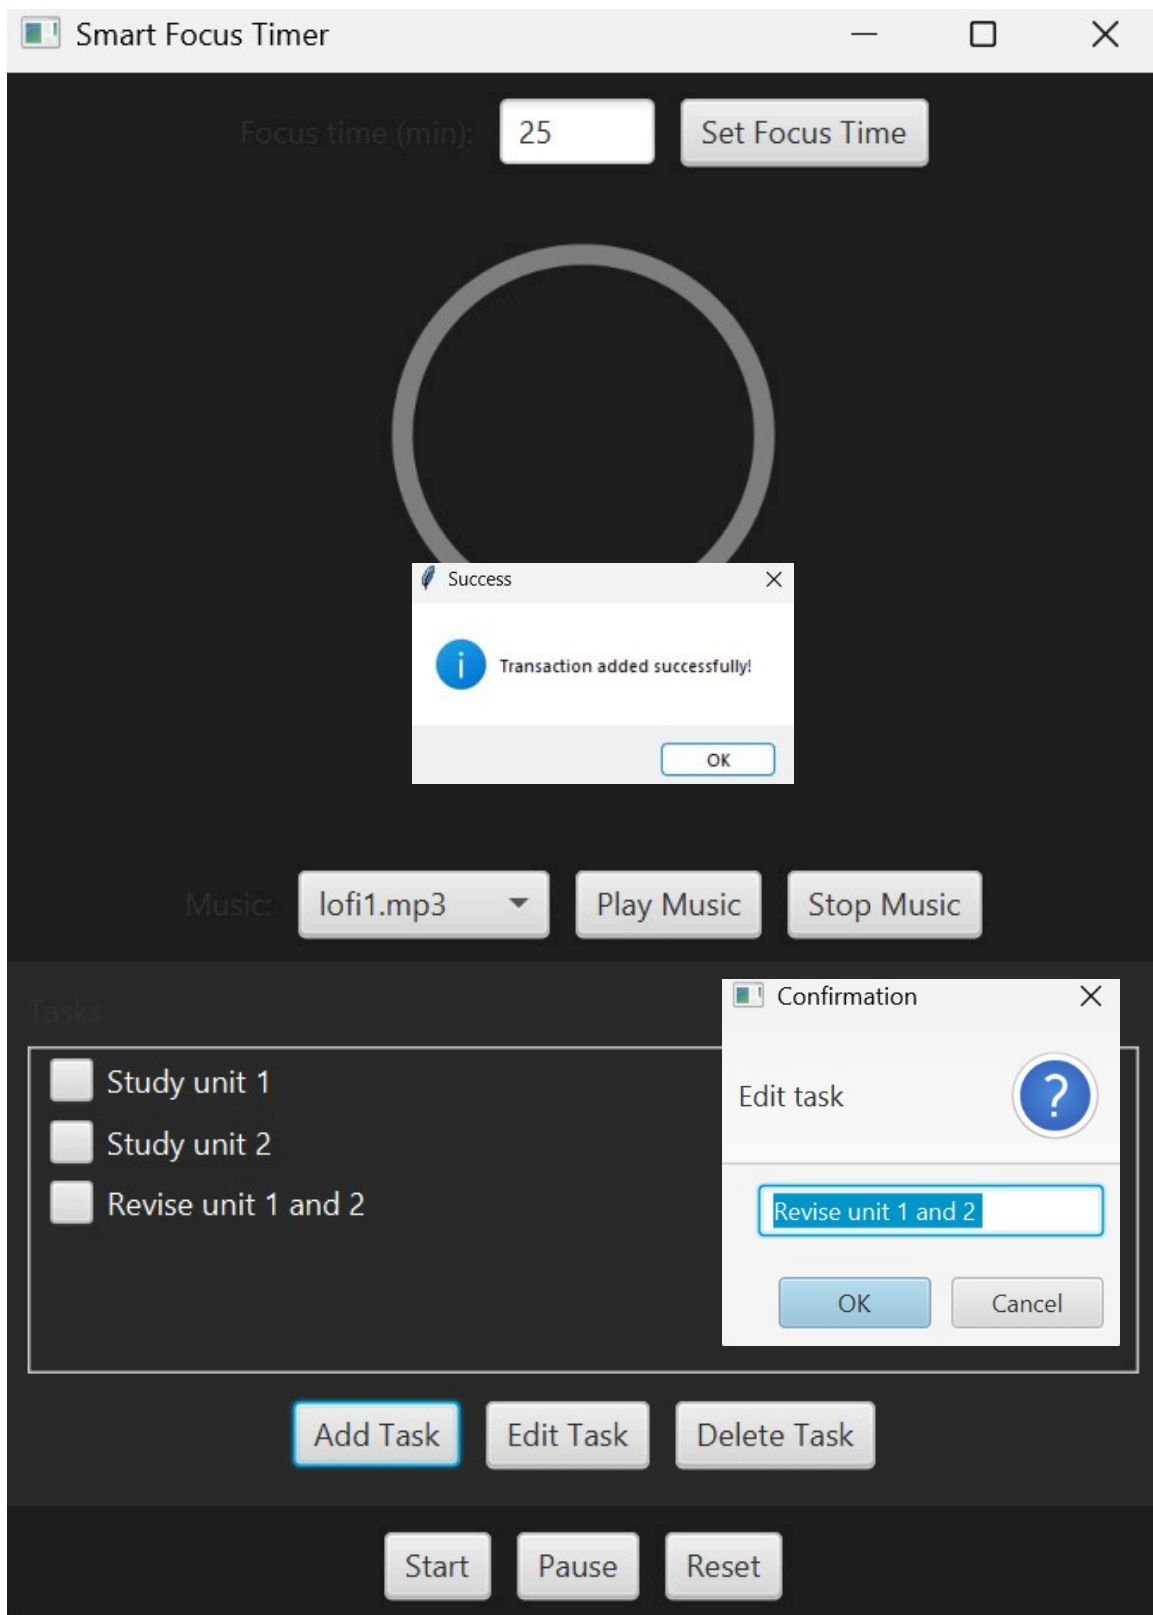 Smart Focus Timer
Focus time (min): 25 Set Focus Time
Success
i
Transaction added successfully!
OK
Music: lofi1.mp3 Play Music Stop Music
Tasks
Study unit 1
Study unit 2
Revise unit 1 and 2
Confirmation
Edit task ?
Revise unit 1 and 2
OK Cancel
Add Task Edit Task Delete Task
Start Pause Reset